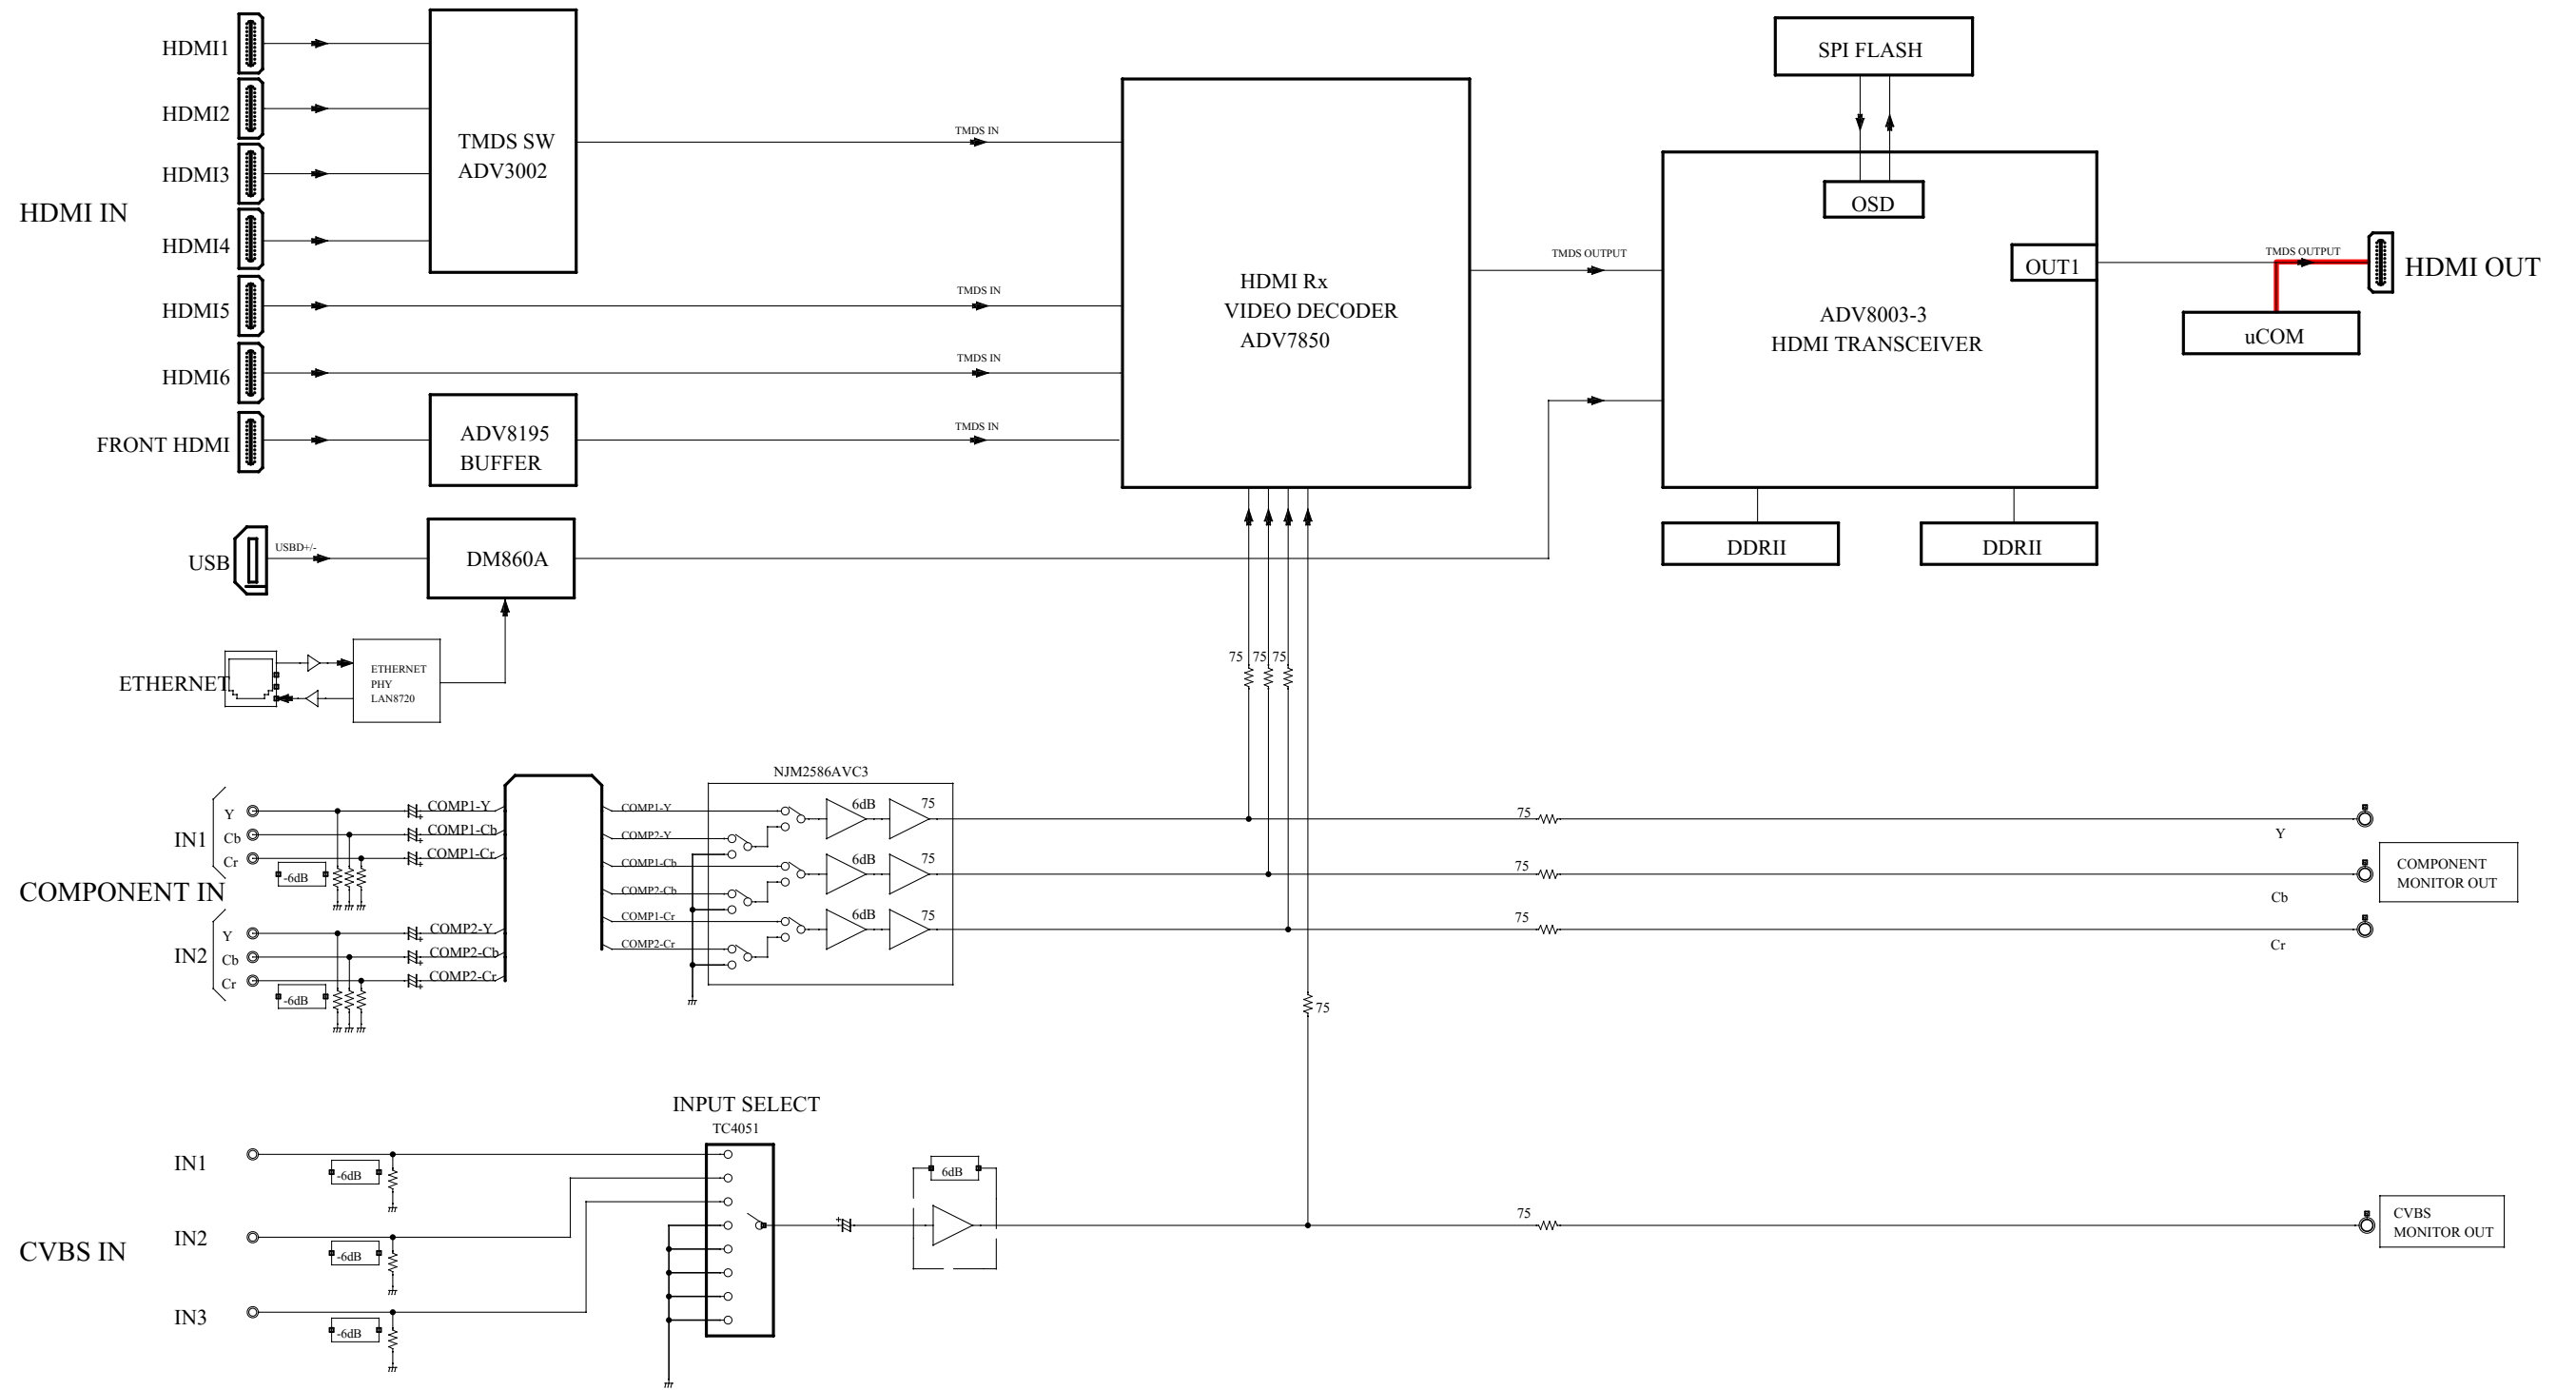 HDMI IN
HDMI1
HDMI2
HDMI3
HDMI4
HDMI5
HDMI6
FRONT HDMI
TMDS SW
ADV3002
ADV8195
BUFFER
TMDS IN
TMDS IN
TMDS IN
TMDS IN
HDMI Rx
VIDEO DECODER
ADV7850
TMDS OUTPUT
SPI FLASH
OSD
OUT1
ADV8003-3
HDMI TRANSCEIVER
DDRII
DDRII
TMDS OUTPUT
HDMI OUT
uCOM
USB
USBD+/-
DM860A
ETHERNET
ETHERNET
PHY
LAN8720
75
75
75
COMPONENT IN
IN1
Y
Cb
Cr
-6dB
COMP1-Y
COMP1-Cb
COMP1-Cr
IN2
Y
Cb
Cr
-6dB
COMP2-Y
COMP2-Cb
COMP2-Cr
COMP1-Y
COMP2-Y
COMP1-Cb
COMP2-Cb
COMP1-Cr
COMP2-Cr
NJM2586AVC3
6dB
75
6dB
75
6dB
75
75
75
75
Y
Cb
Cr
COMPONENT
MONITOR OUT
75
CVBS IN
IN1
-6dB
IN2
-6dB
IN3
-6dB
INPUT SELECT
TC4051
6dB
75
CVBS
MONITOR OUT